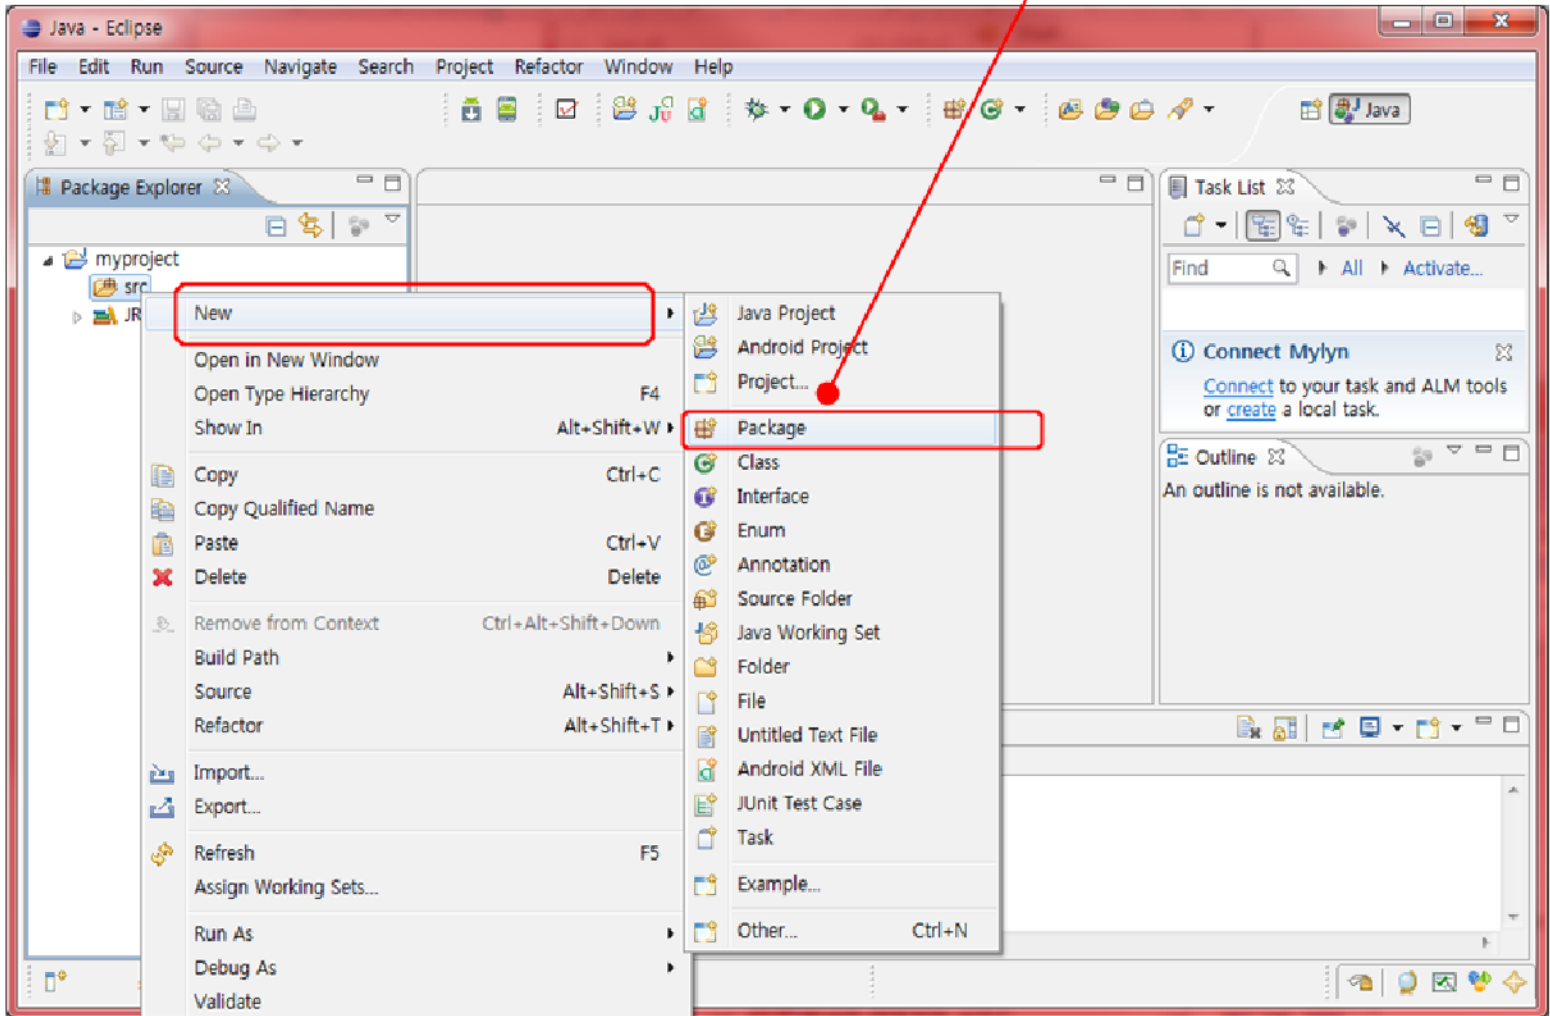 Java - Eclipse
File Edit Run Source Navigate Search Project Refactor Window Help
Java
Package Explorer
myproject
src
JR
New
Open in New Window
Open Type Hierarchy F4
Show In Alt+Shift+W
Copy Ctrl+C
Copy Qualified Name
Paste Ctrl+V
Delete Delete
Remove from Context Ctrl+Alt+Shift+Down
Build Path
Source Alt+Shift+S
Refactor Alt+Shift+T
Import...
Export...
Refresh F5
Assign Working Sets...
Run As
Debug As
Validate
Java Project
Android Project
Project...
Package
Class
Interface
Enum
Annotation
Source Folder
Java Working Set
Folder
File
Untitled Text File
Android XML File
JUnit Test Case
Task
Example...
Other... Ctrl+N
Task List
Find All Activate...
Connect Mylyn
Connect to your task and ALM tools
or create a local task.
Outline
An outline is not available.